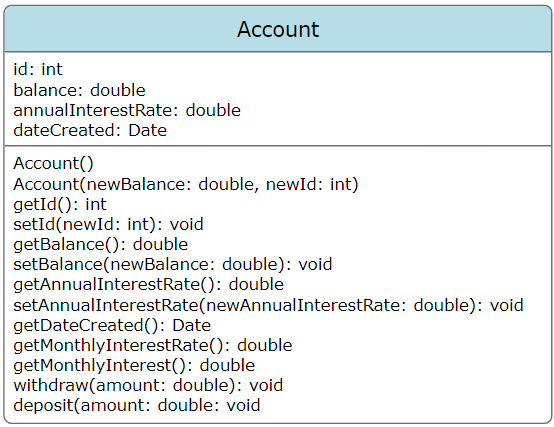 Account
id: int
balance: double
annualInterestRate: double
dateCreated: Date
Account()
Account(newBalance: double, newId: int)
getId(): int
setId(newId: int): void
getBalance(): double
setBalance(newBalance: double): void
getAnnualInterestRate(): double
setAnnualInterestRate(newAnnualInterestRate: double): void
getDateCreated(): Date
getMonthlyInterestRate(): double
getMonthlyInterest(): double
withdraw(amount: double): void
deposit(amount: double: void